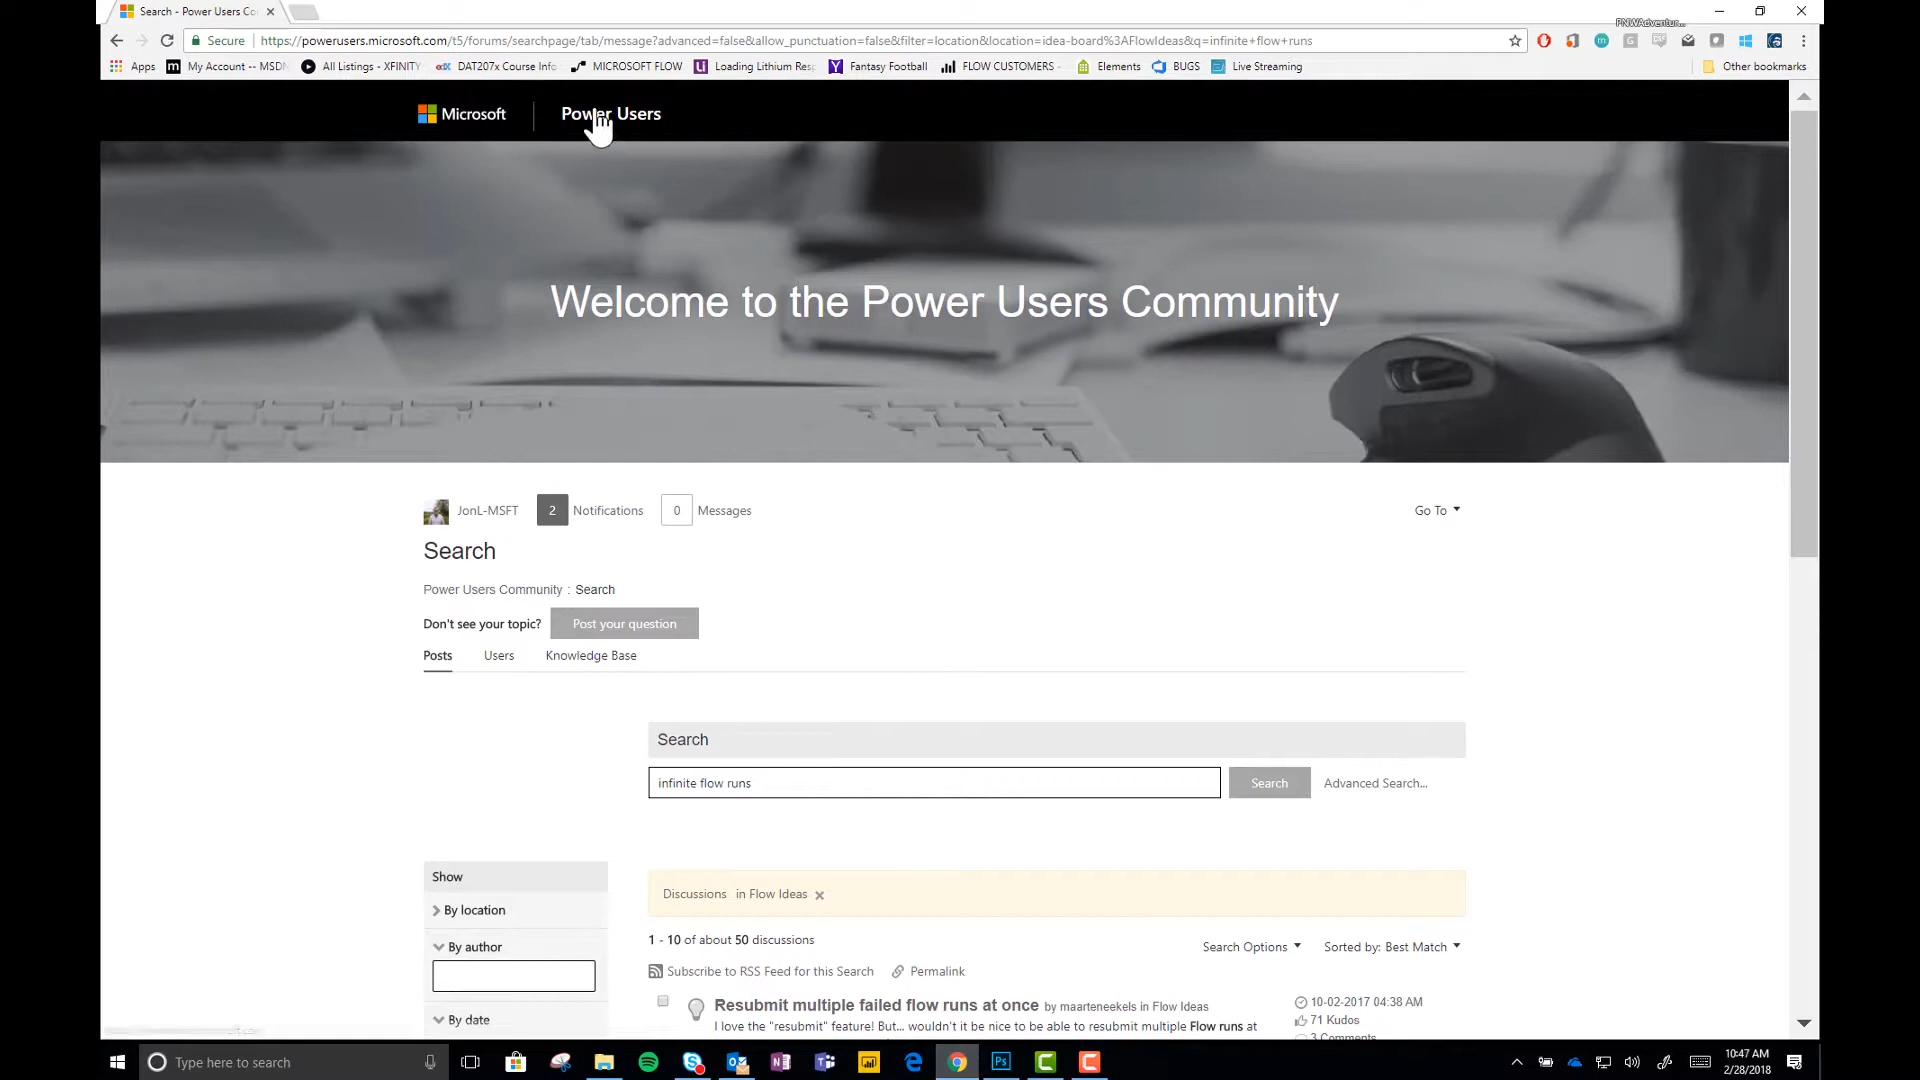 Search - Power Users Co
PNWAdventur...
Secure https://powerusers.microsoft.com/t5/forums/searchpage/tab/message?advanced=false&allow_punctuation=false&filter=location&location=idea-board%3AFlowIdeas&q=infinite+flow+runs
Apps My Account -- MSDN All Listings - XFINITY DAT207x Course Info MICROSOFT FLOW Loading Lithium Res Fantasy Football FLOW CUSTOMERS - Elements BUGS Live Streaming Other bookmarks
Microsoft Power Users
Welcome to the Power Users Community
JonL-MSFT 2 Notifications 0 Messages Go To
Search
Power Users Community : Search
Don't see your topic? Post your question
Posts Users Knowledge Base
Search
infinite flow runs Search Advanced Search...
Show
Discussions in Flow Ideas
By location
1 - 10 of about 50 discussions
By author
Search Options Sorted by: Best Match
Subscribe to RSS Feed for this Search Permalink
Resubmit multiple failed flow runs at once by maarteneekels in Flow Ideas
10-02-2017 04:38 AM
By date
I love the "resubmit" feature! But... wouldn't it be nice to be able to resubmit multiple Flow runs at
71 Kudos
3 Comments
Type here to search
10:47 AM
2/28/2018